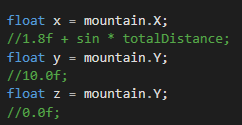 float x = mountain.X;
//1.8f + sin * totalDistance;
float y = mountain.Y;
//10.0f;
float z = mountain.Y;
//0.0f;